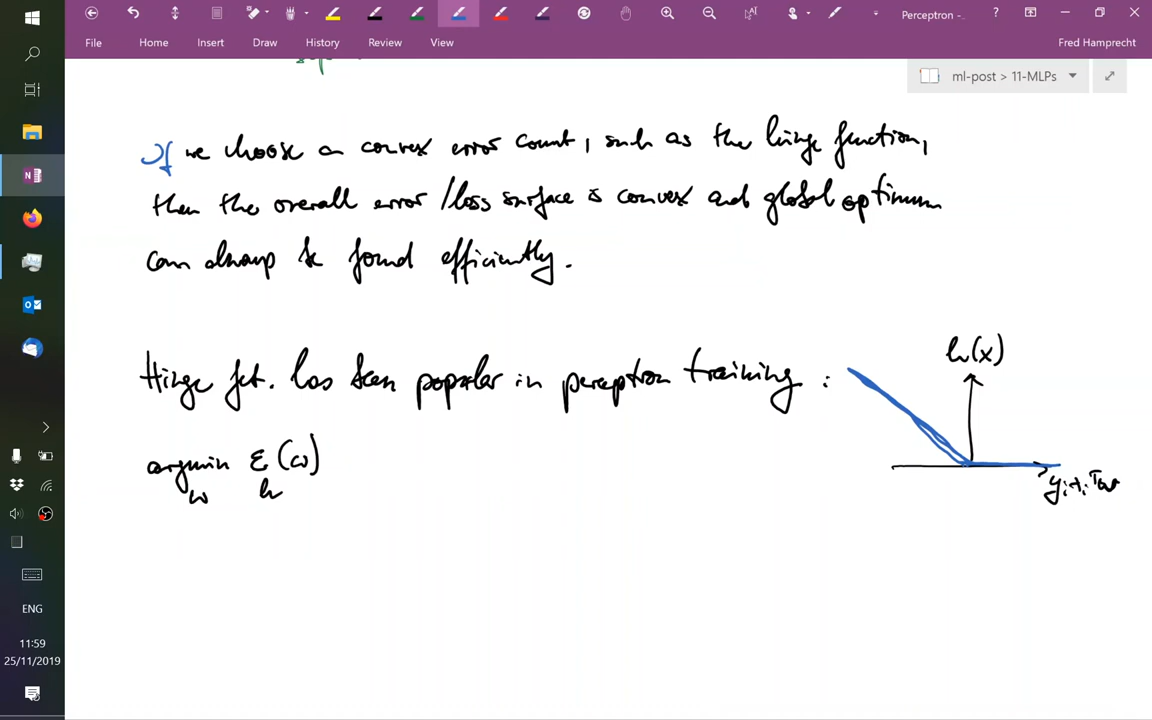 Perceptron -...
File Home Insert Draw History Review View
Fred Hamprecht
ml-post > 11-MLPs
If we choose a convex error count, such as the hinge function,
then the overall error/loss surface is convex and global optimum
can always be found efficiently.
h(x)
Hinge fct. has been popular in perceptron training :
argmin ε (ω)
ω h
yᵢ xᵢᵀω
ENG
11:59
25/11/2019